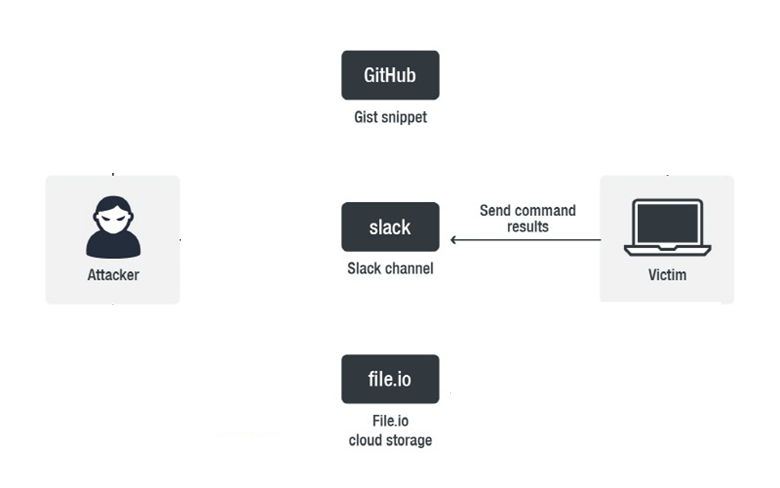 GitHub
Gist snippet
Attacker
slack
Slack channel
Send command
results
Victim
file.io
File.io
cloud storage